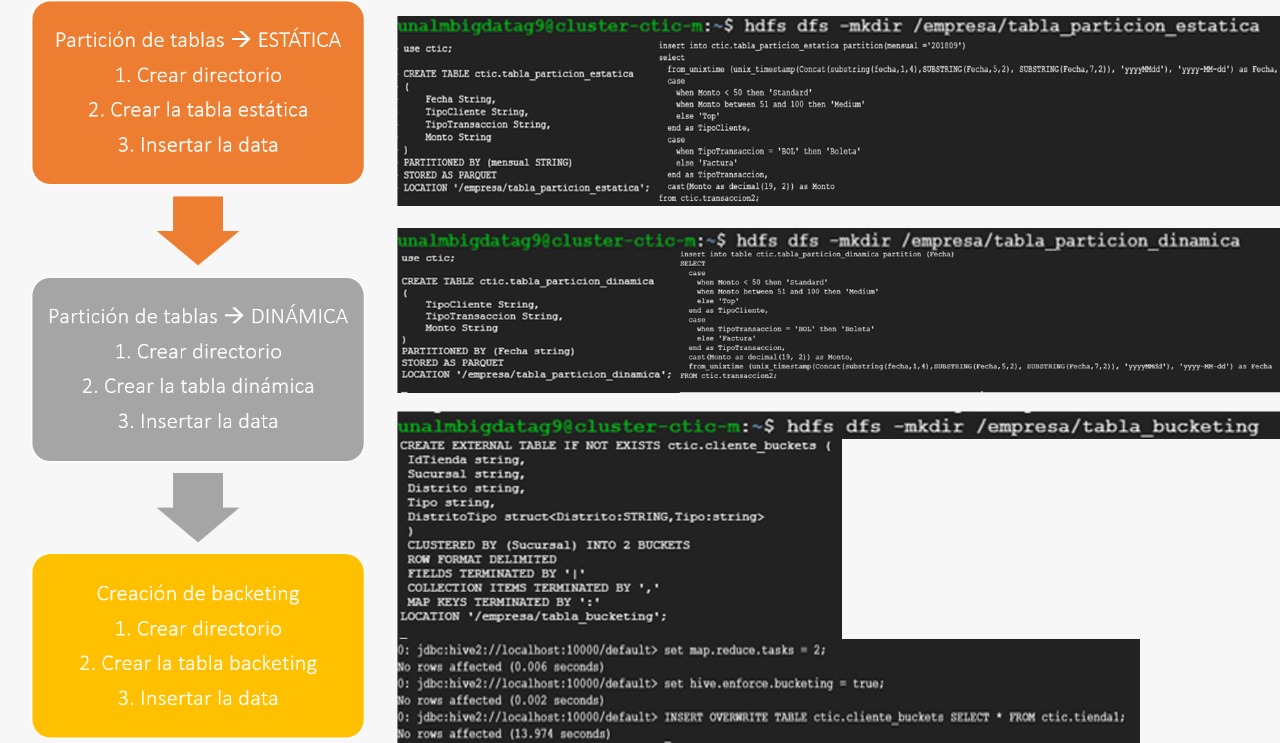 Partición de tablas → ESTÁTICA
1. Crear directorio
2. Crear la tabla estática
3. Insertar la data
Partición de tablas → DINÁMICA
1. Crear directorio
2. Crear la tabla dinámica
3. Insertar la data
Creación de backeting
1. Crear directorio
2. Crear la tabla backeting
3. Insertar la data
unalmbigdatag9@cluster-ctic-m:~$ hdfs dfs -mkdir /empresa/tabla_particion_estatica
use ctic;
CREATE TABLE ctic.tabla_particion_estatica
(
Fecha String,
TipoCliente String,
TipoTransaccion String,
Monto String
)
PARTITIONED BY (mensual STRING)
STORED AS PARQUET
LOCATION '/empresa/tabla_particion_estatica';
insert into ctic.tabla_particion_estatica partition(mensual ='201809')
select
from_unixtime (unix_timestamp(Concat(substring(fecha,1,4),SUBSTRING(Fecha,5,2), SUBSTRING(Fecha,7,2)), 'yyyyMMdd'), 'yyyy-MM-dd') as Fecha,
case
when Monto < 50 then 'Standard'
when Monto between 51 and 100 then 'Medium'
else 'Top'
end as TipoCliente,
case
when TipoTransaccion = 'BOL' then 'Boleta'
else 'Factura'
end as TipoTransaccion,
cast(Monto as decimal(19, 2)) as Monto
from ctic.transaccion2;
unalmbigdatag9@cluster-ctic-m:~$ hdfs dfs -mkdir /empresa/tabla_particion_dinamica
use ctic;
CREATE TABLE ctic.tabla_particion_dinamica
(
TipoCliente String,
TipoTransaccion String,
Monto String
)
PARTITIONED BY (Fecha string)
STORED AS PARQUET
LOCATION '/empresa/tabla_particion_dinamica';
insert into table ctic.tabla_particion_dinamica partition (Fecha)
SELECT
case
when Monto < 50 then 'Standard'
when Monto between 51 and 100 then 'Medium'
else 'Top'
end as TipoCliente,
case
when TipoTransaccion = 'BOL' then 'Boleta'
else 'Factura'
end as TipoTransaccion,
cast(Monto as decimal(19, 2)) as Monto,
from_unixtime (unix_timestamp(Concat(substring(fecha,1,4),SUBSTRING(Fecha,5,2), SUBSTRING(Fecha,7,2)), 'yyyyMMdd'), 'yyyy-MM-dd') as Fecha
FROM ctic.transaccion2;
unalmbigdatag9@cluster-ctic-m:~$ hdfs dfs -mkdir /empresa/tabla_bucketing
CREATE EXTERNAL TABLE IF NOT EXISTS ctic.cliente_buckets (
IdTienda string,
Sucursal string,
Distrito string,
Tipo string,
DistritoTipo struct<Distrito:STRING,Tipo:string>
)
CLUSTERED BY (Sucursal) INTO 2 BUCKETS
ROW FORMAT DELIMITED
FIELDS TERMINATED BY '|'
COLLECTION ITEMS TERMINATED BY ','
MAP KEYS TERMINATED BY ':'
LOCATION '/empresa/tabla_bucketing';
0: jdbc:hive2://localhost:10000/default> set map.reduce.tasks = 2;
No rows affected (0.006 seconds)
0: jdbc:hive2://localhost:10000/default> set hive.enforce.bucketing = true;
No rows affected (0.002 seconds)
0: jdbc:hive2://localhost:10000/default> INSERT OVERWRITE TABLE ctic.cliente_buckets SELECT * FROM ctic.tienda1;
No rows affected (13.974 seconds)